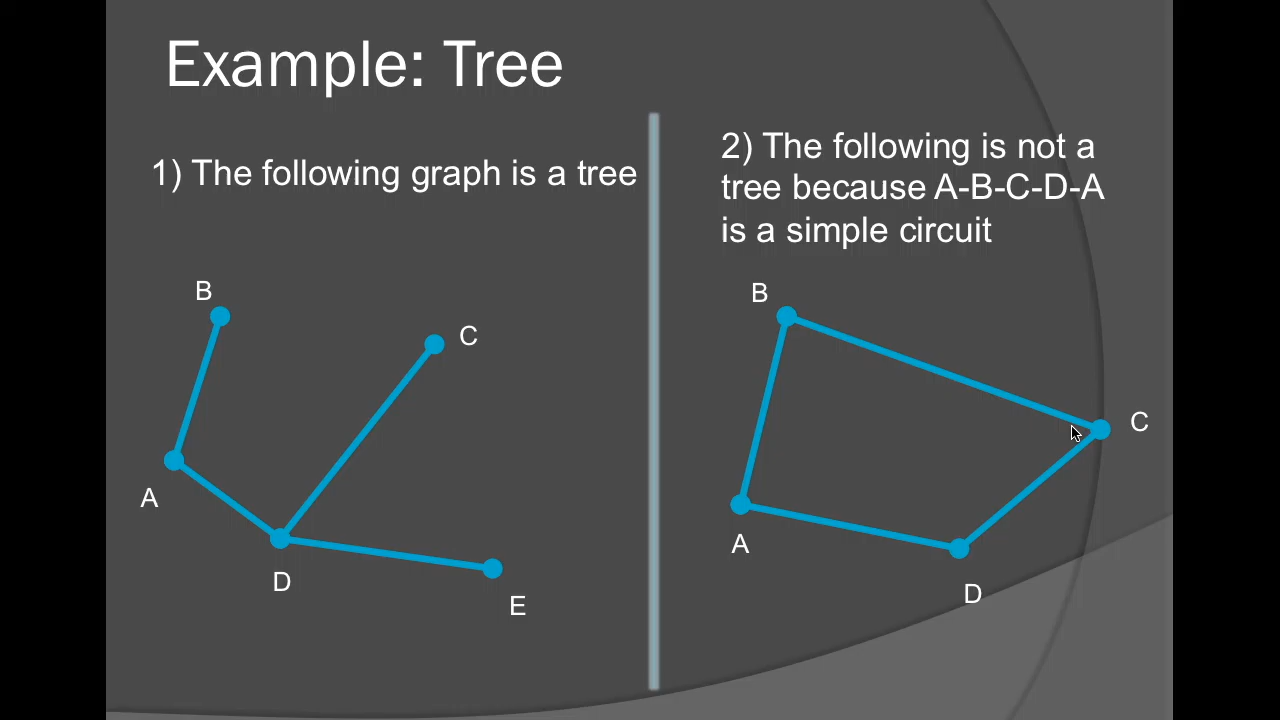 Example: Tree
1) The following graph is a tree
B
C
A
D
E
2) The following is not a
tree because A-B-C-D-A
is a simple circuit
B
C
A
D